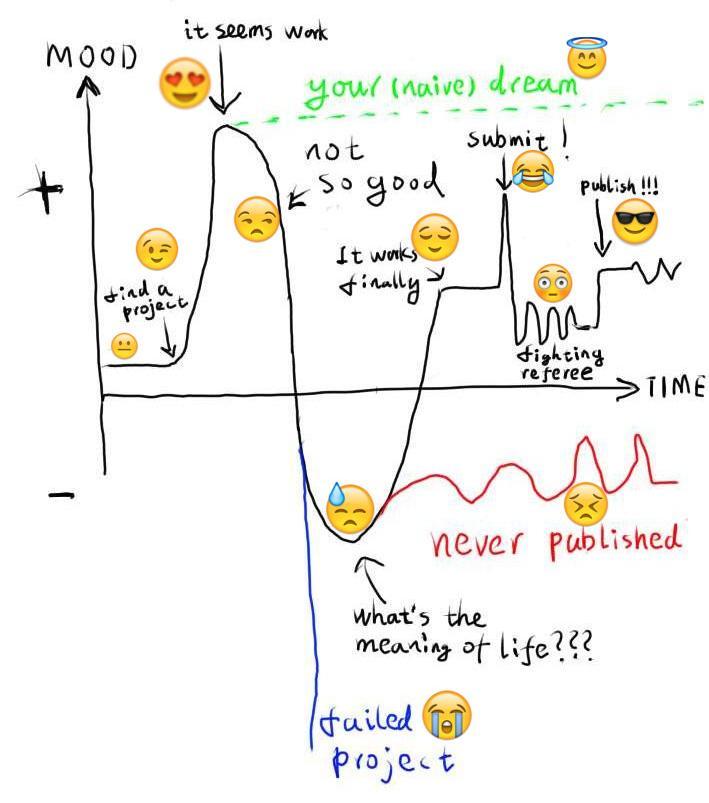 it seems work
MOOD
your (naive) dream
+
not
so good
submit !
publish !!!
It works
finally
find a
project
fighting
referee
TIME
-
never published
what's the
meaning of life???
failed
project